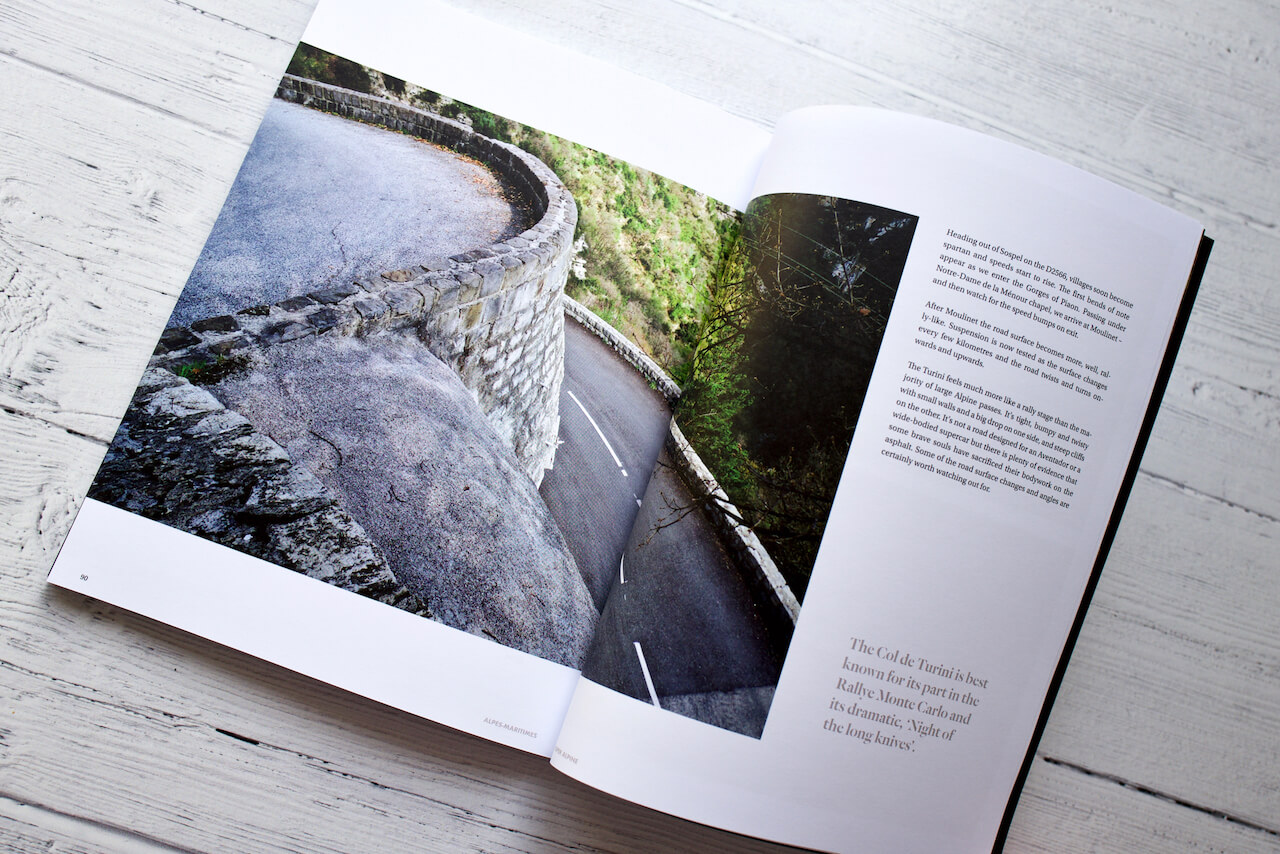 Heading out of Sospel on the D2566, villages soon become
spartan and speeds start to rise. The first bends of note
appear as we enter the Gorges of Piaon. Passing under
Notre-Dame de la Ménour chapel, we arrive at Moulinet -
and then watch for the speed bumps on exit.
After Moulinet the road surface becomes more, well, ral-
ly-like. Suspension is now tested as the surface changes
every few kilometres and the road twists and turns on-
wards and upwards.
The Turini feels much more like a rally stage than the ma-
jority of large Alpine passes. It's tight, bumpy and twisty
with small walls and a big drop on one side, and steep cliffs
on the other. It's not a road designed for an Aventador or a
wide-bodied supercar but there is plenty of evidence that
some brave souls have sacrificed their bodywork on the
asphalt. Some of the road surface changes and angles are
certainly worth watching out for.
The Col de Turini is best
known for its part in the
Rallye Monte Carlo and
its dramatic, 'Night of
the long knives'.
90
ALPES-MARITIMES
ALPINE